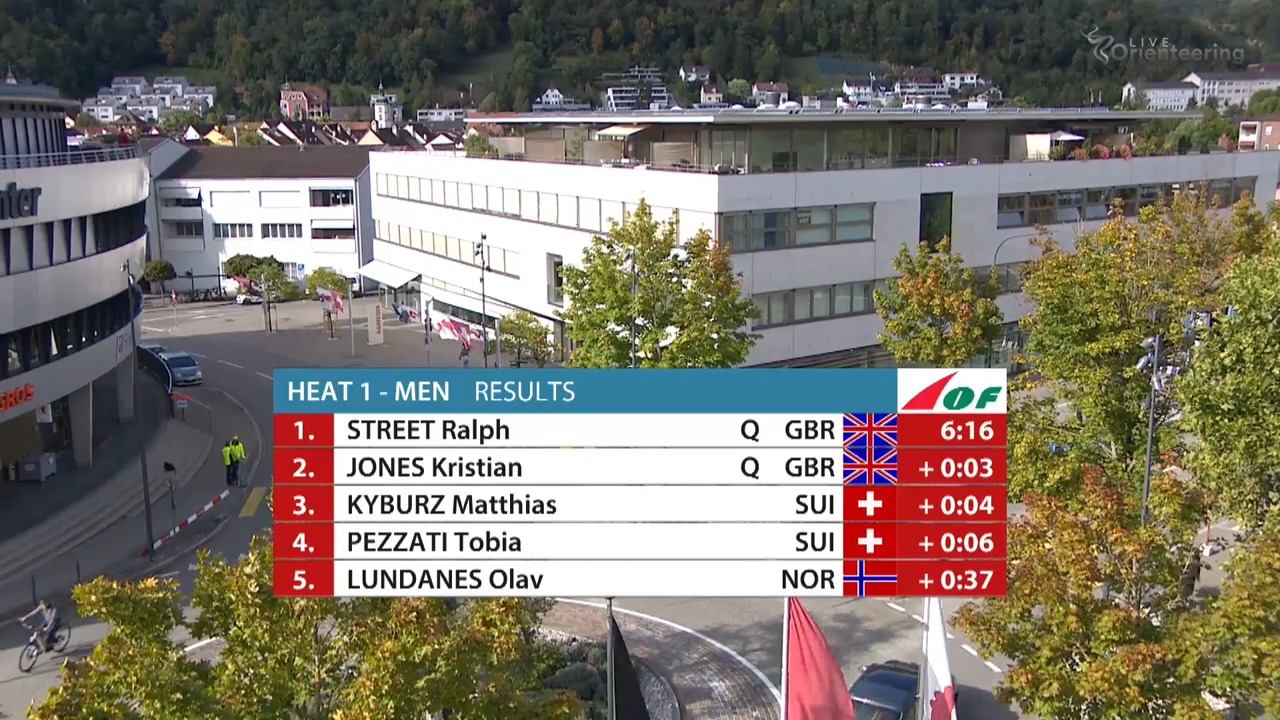 LIVE
Orienteering
nter
GROS
HEAT 1 - MEN RESULTS
IOF
1. STREET Ralph Q GBR 6:16
2. JONES Kristian Q GBR + 0:03
3. KYBURZ Matthias SUI + 0:04
4. PEZZATI Tobia SUI + 0:06
5. LUNDANES Olav NOR + 0:37